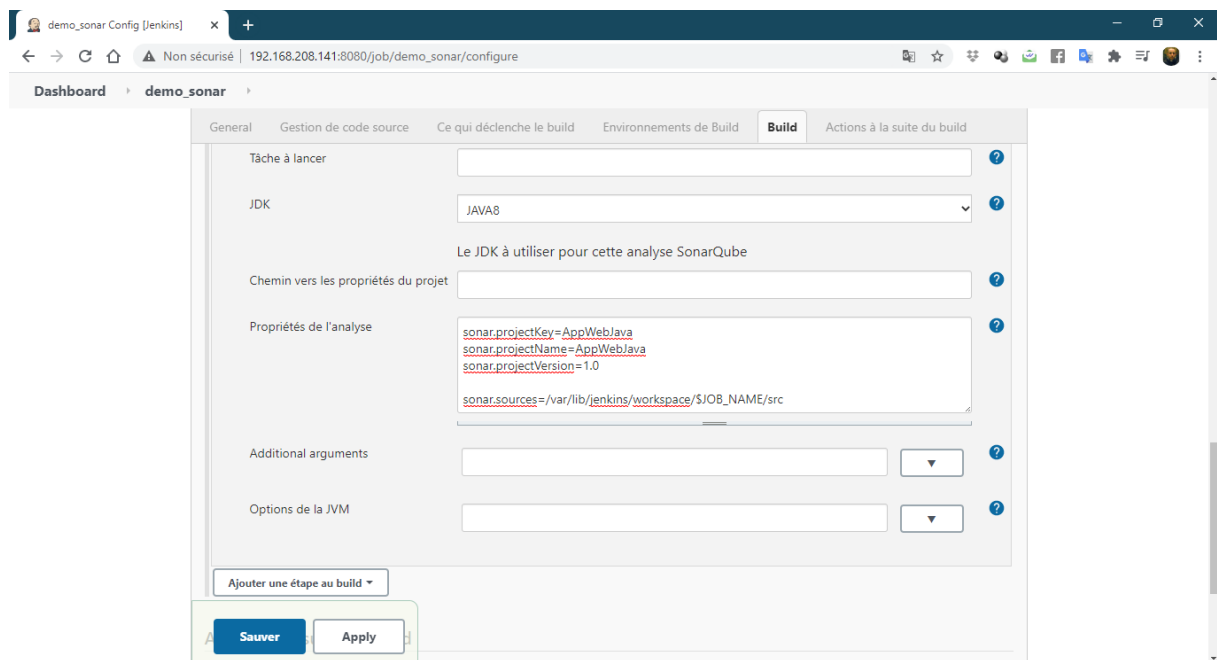 demo_sonar Config [Jenkins]
Non sécurisé | 192.168.208.141:8080/job/demo_sonar/configure
Dashboard demo_sonar
General Gestion de code source Ce qui déclenche le build Environnements de Build Build Actions à la suite du build
Tâche à lancer
JDK JAVA8
Le JDK à utiliser pour cette analyse SonarQube
Chemin vers les propriétés du projet
Propriétés de l'analyse
sonar.projectKey=AppWebJava
sonar.projectName=AppWebJava
sonar.projectVersion=1.0
sonar.sources=/var/lib/jenkins/workspace/$JOB_NAME/src
Additional arguments
Options de la JVM
Ajouter une étape au build
Sauver Apply